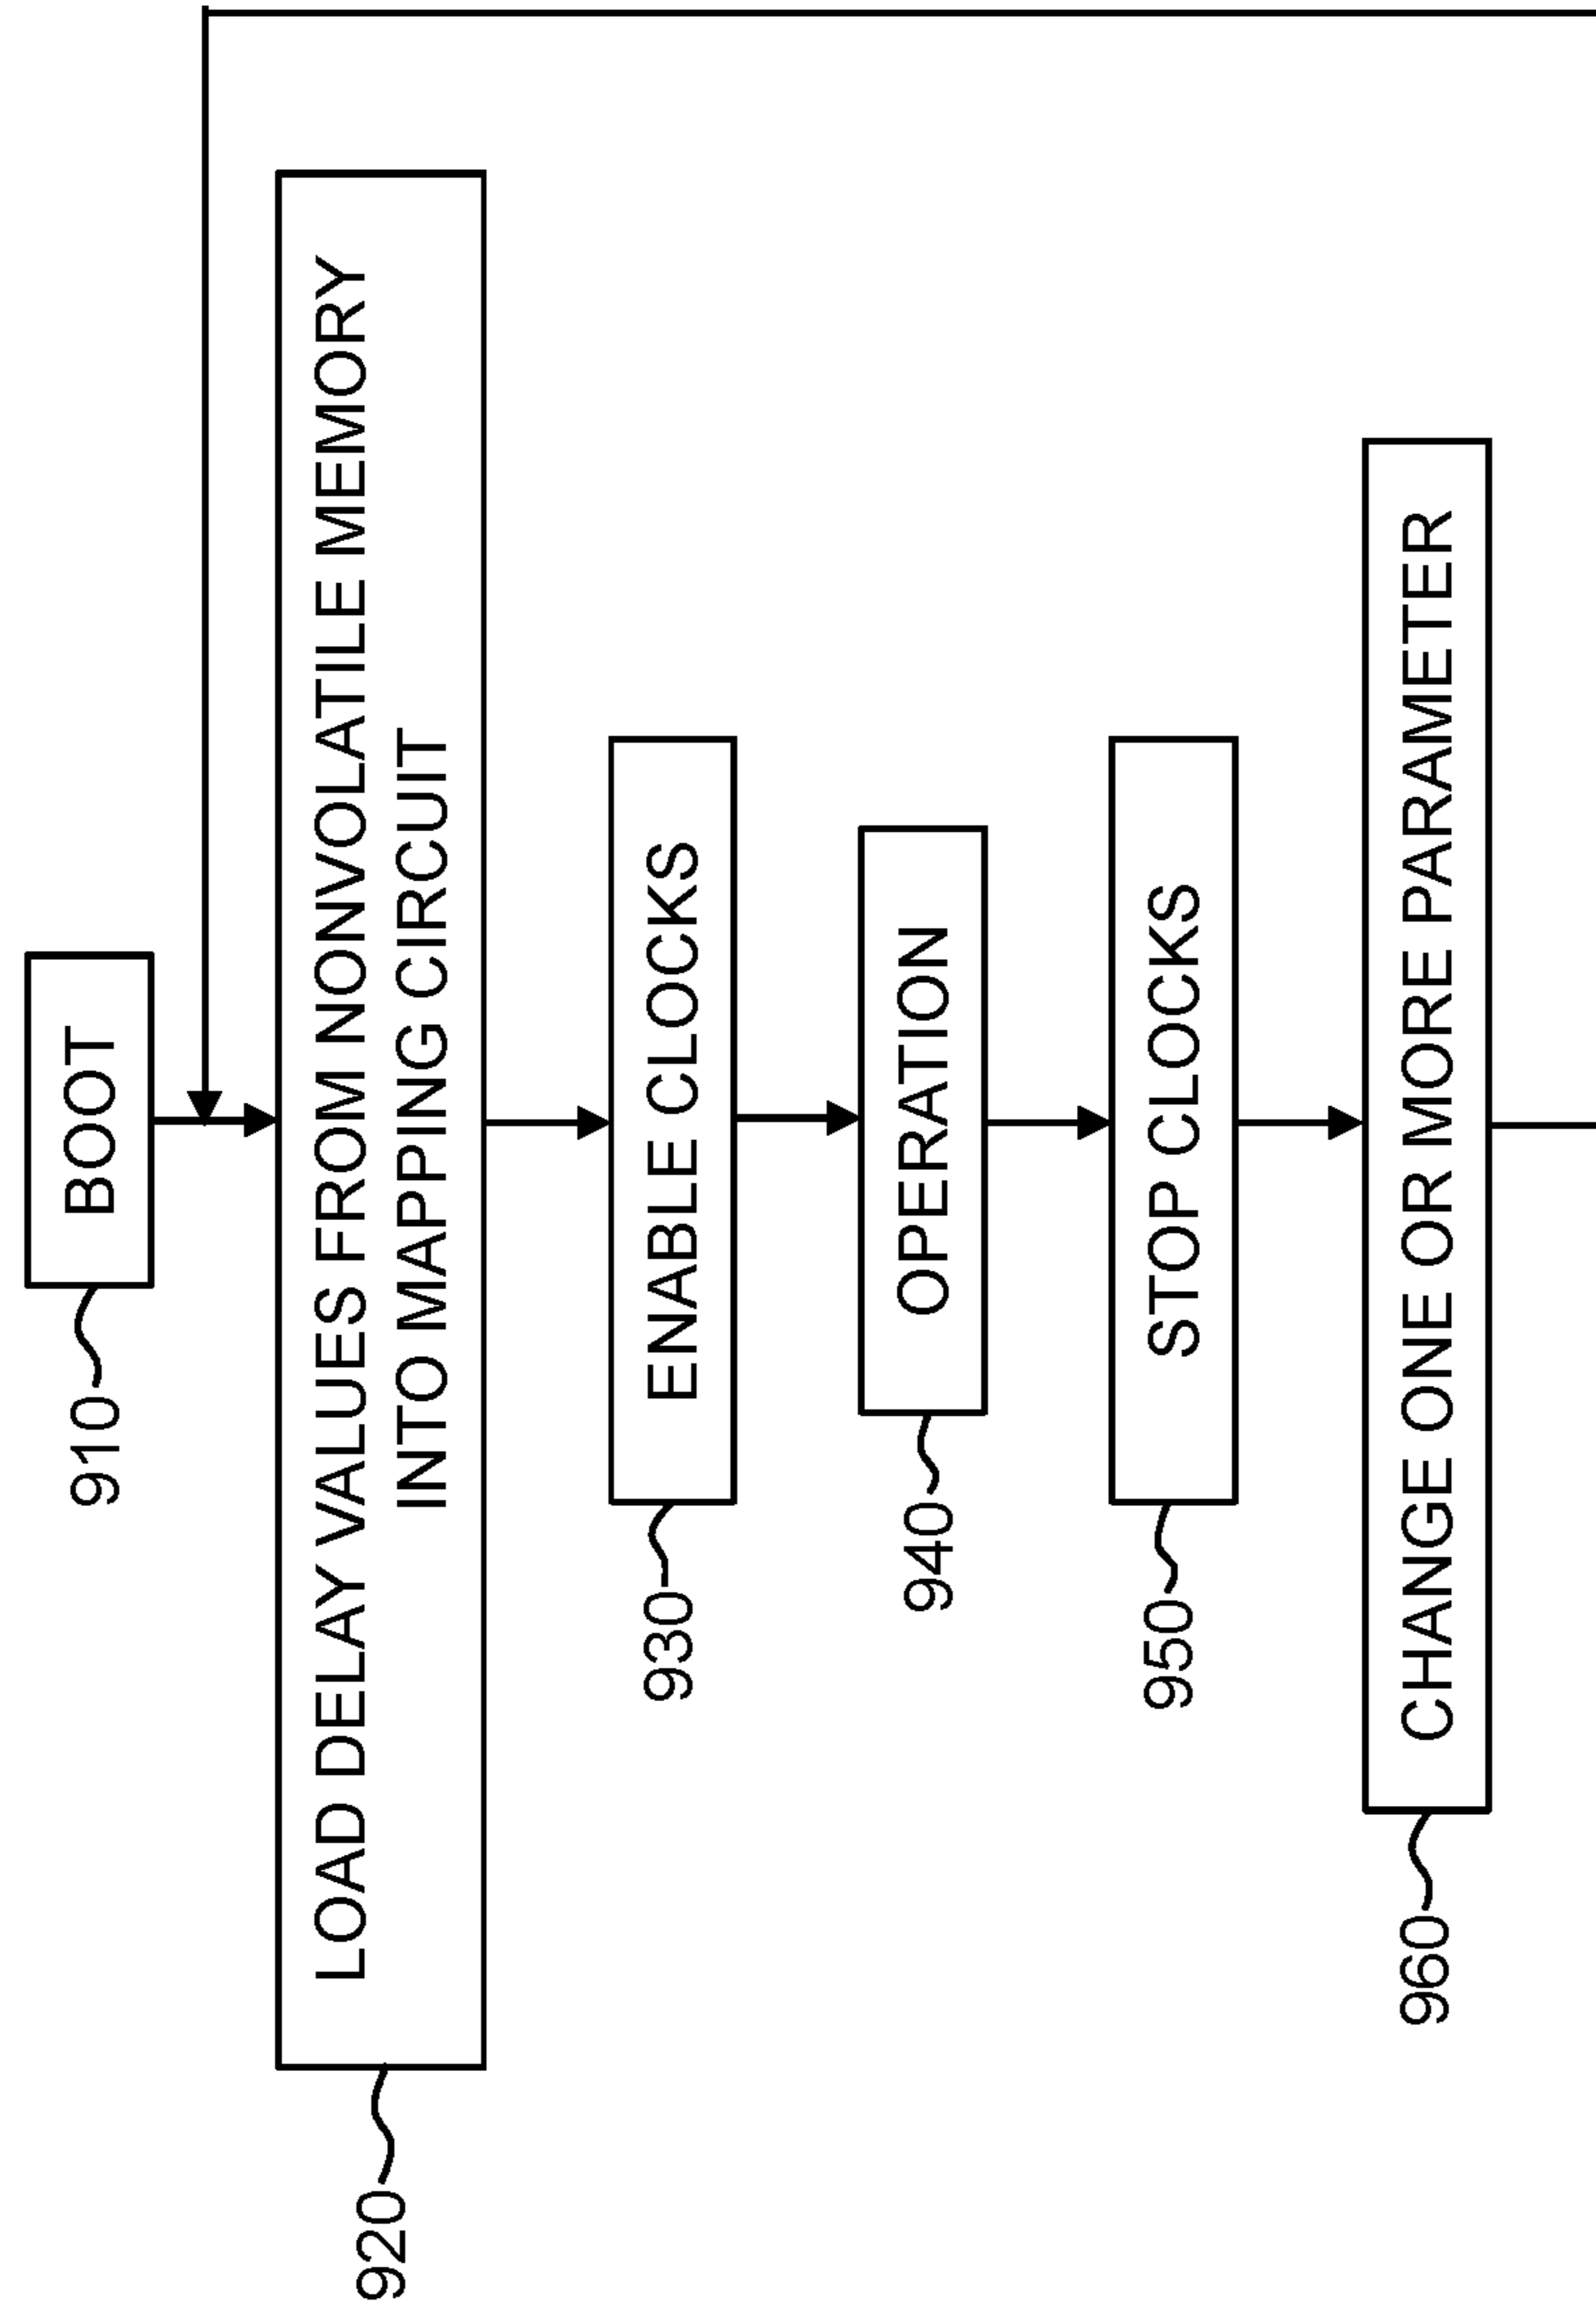 910
BOOT
920
LOAD DELAY VALUES FROM NONVOLATILE MEMORY
INTO MAPPING CIRCUIT
930
ENABLE CLOCKS
940
OPERATION
950
STOP CLOCKS
960
CHANGE ONE OR MORE PARAMETER